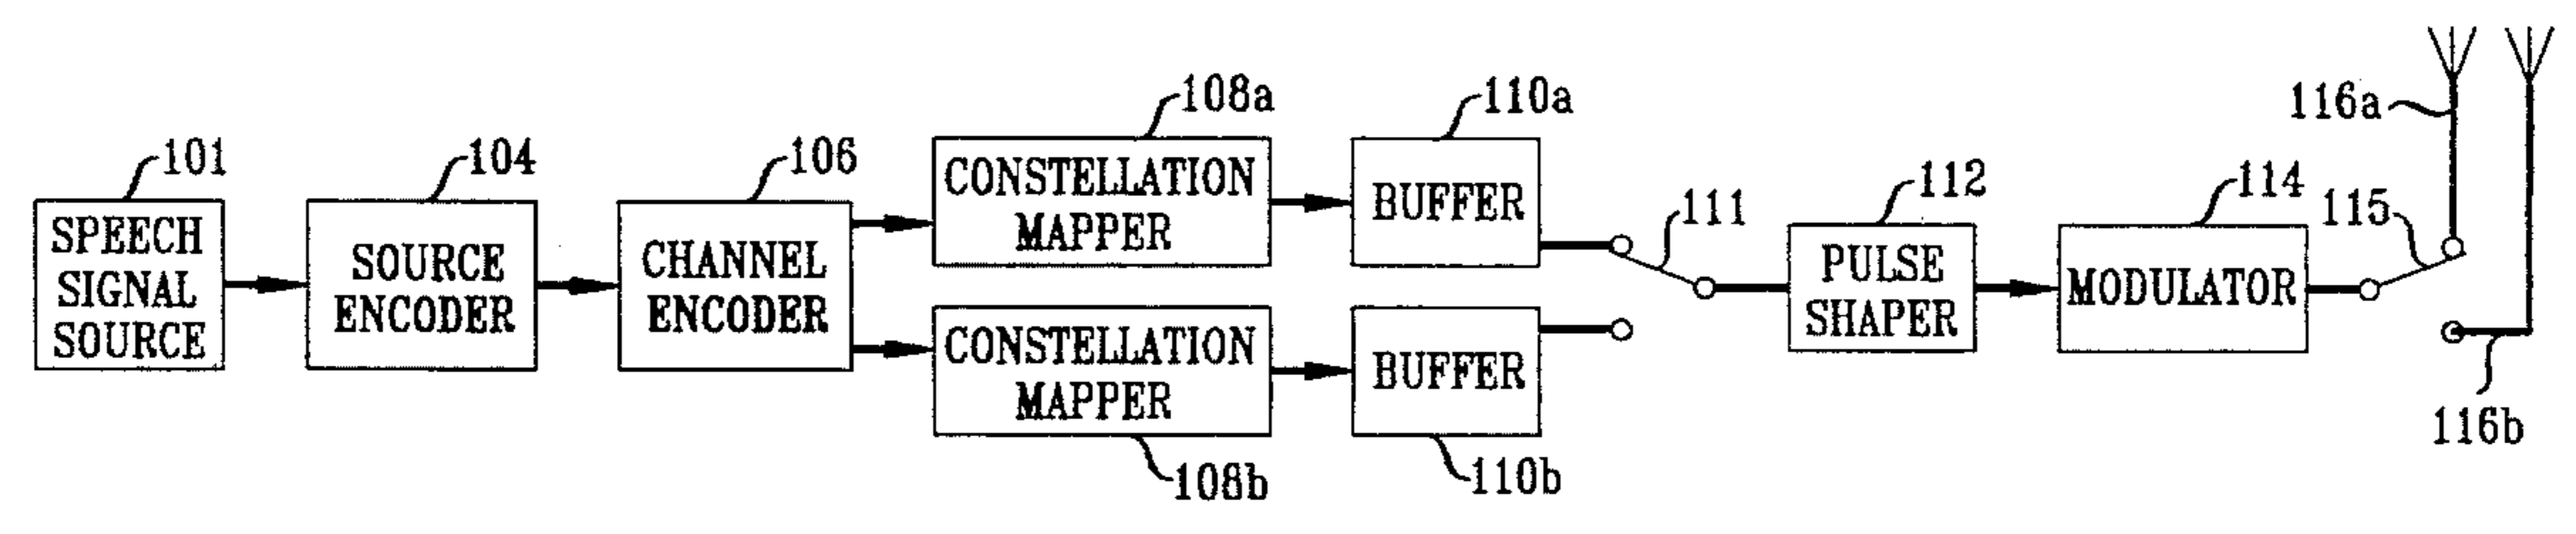 101
SPEECH
SIGNAL
SOURCE
104
SOURCE
ENCODER
106
CHANNEL
ENCODER
108a
CONSTELLATION
MAPPER
CONSTELLATION
MAPPER
108b
110a
BUFFER
BUFFER
110b
111
112
PULSE
SHAPER
114
MODULATOR
115
116a
116b